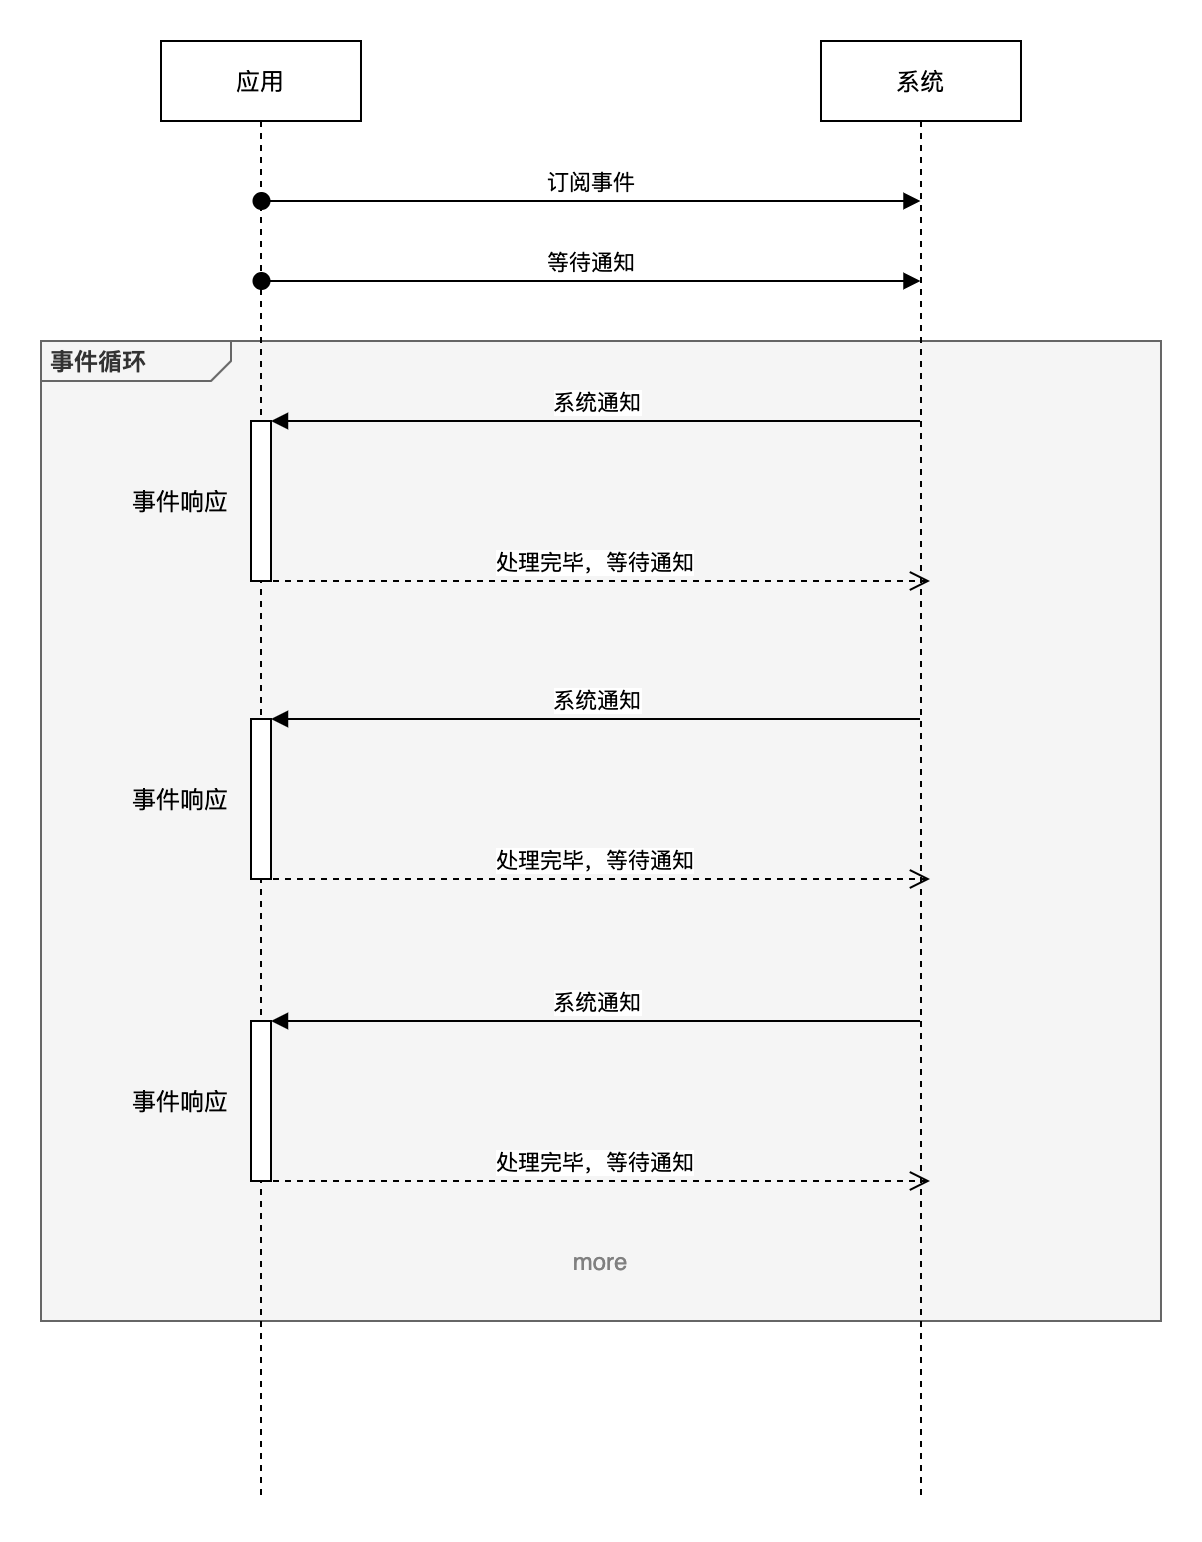 应用
系统
订阅事件
等待通知
事件循环
系统通知
事件响应
处理完毕，等待通知
系统通知
事件响应
处理完毕，等待通知
系统通知
事件响应
处理完毕，等待通知
more